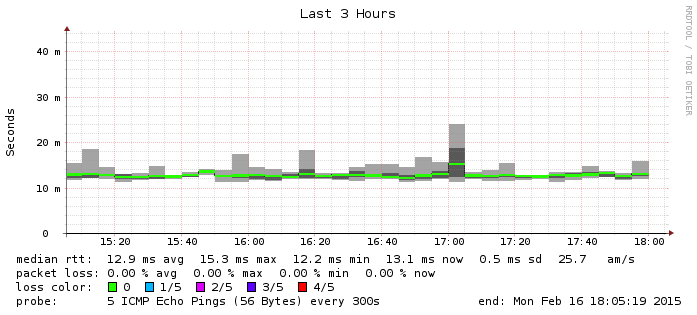 Last 3 Hours
RRDTOOL / TOBI OETIKER
Seconds
40 m
30 m
20 m
10 m
0
15:20 15:40 16:00 16:20 16:40 17:00 17:20 17:40 18:00
median rtt: 12.9 ms avg 15.3 ms max 12.2 ms min 13.1 ms now 0.5 ms sd 25.7 am/s
packet loss: 0.00 % avg 0.00 % max 0.00 % min 0.00 % now
loss color: 0 1/5 2/5 3/5 4/5
probe: 5 ICMP Echo Pings (56 Bytes) every 300s end: Mon Feb 16 18:05:19 2015